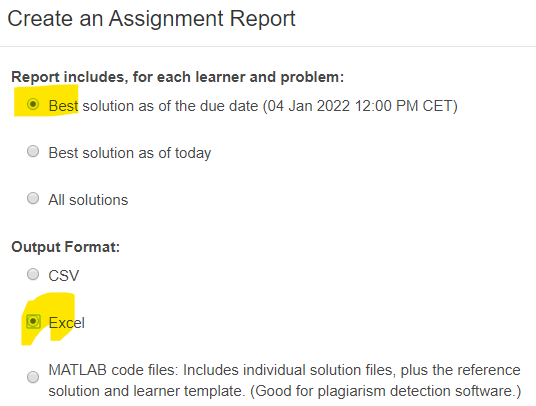 Create an Assignment Report
Report includes, for each learner and problem:
Best solution as of the due date (04 Jan 2022 12:00 PM CET)
Best solution as of today
All solutions
Output Format:
CSV
Excel
MATLAB code files: Includes individual solution files, plus the reference
solution and learner template. (Good for plagiarism detection software.)